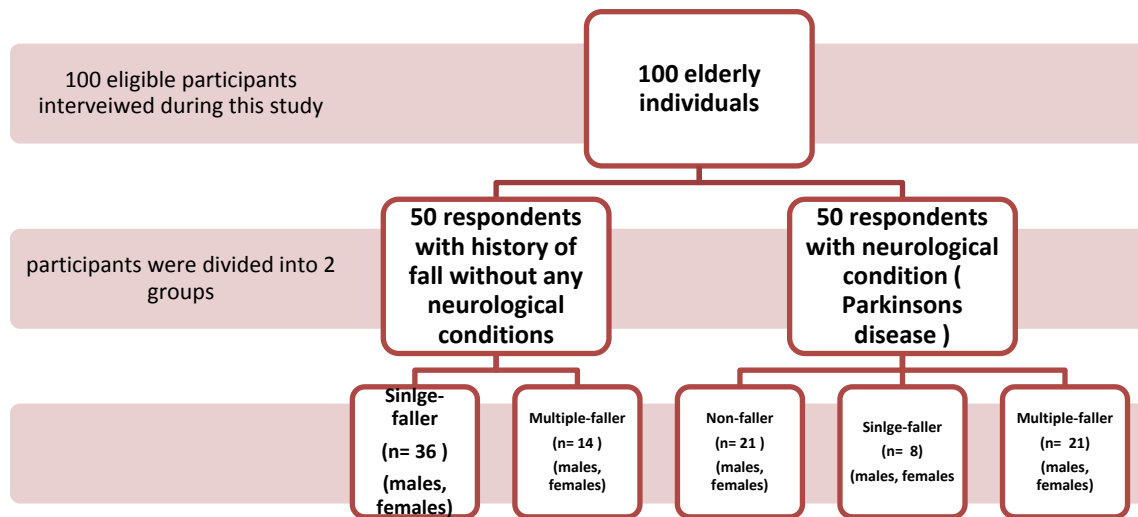 100 eligible participants
interveiwed during this study
100 elderly
individuals
participants were divided into 2
groups
50 respondents
with history of
fall without any
neurological
conditions
50 respondents
with neurological
condition (
Parkinsons
disease )
Sinlge-
faller
(n= 36 )
(males,
females)
Multiple-faller
(n= 14 )
(males,
females)
Non-faller
(n= 21 )
(males,
females)
Sinlge-faller
(n=  8)
(males, females
Multiple-faller
(n=  21)
(males,
females)